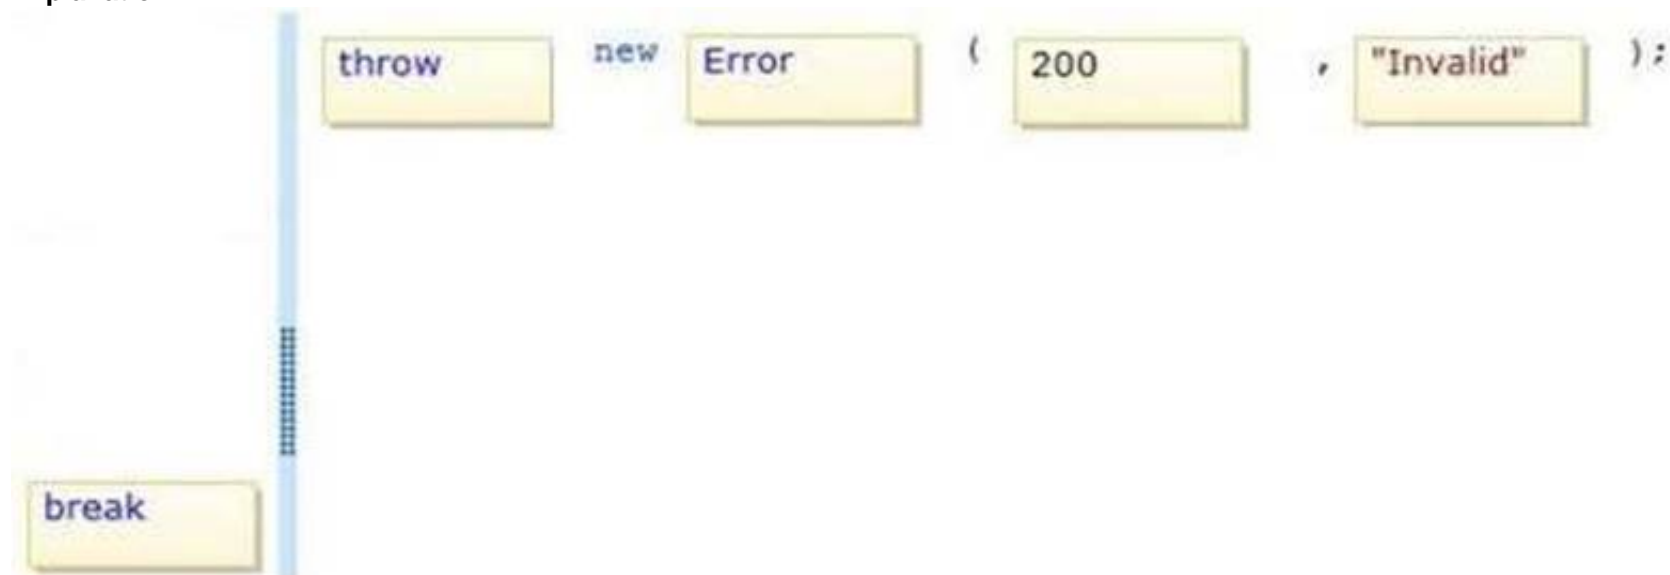 throw new Error ( 200 , "Invalid" );
break